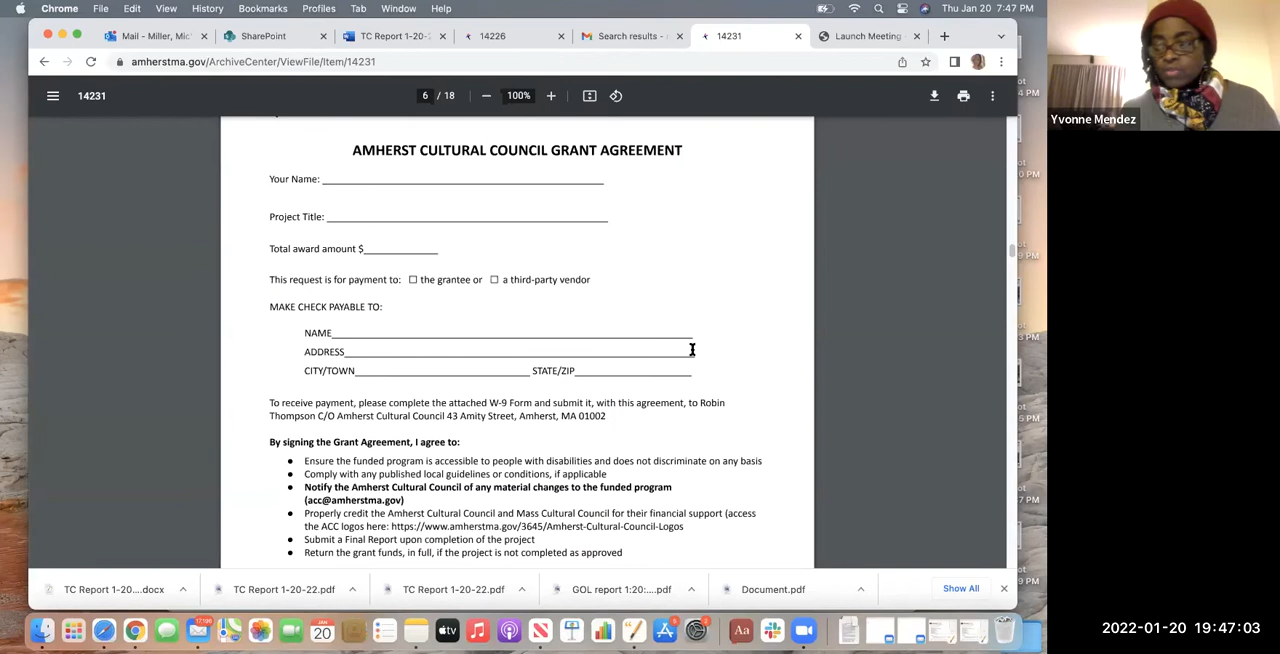 Chrome File Edit View History Bookmarks Profiles Tab Window Help Thu Jan 20 7:47 PM
Mail - Miller, Mic SharePoint TC Report 1-20- 14226 Search results - 14231 Launch Meeting -
amherstma.gov/ArchiveCenter/ViewFile/Item/14231
14231 6 / 18 100%
Yvonne Mendez
AMHERST CULTURAL COUNCIL GRANT AGREEMENT
Your Name:
Project Title:
Total award amount $
This request is for payment to: ☐ the grantee or ☐ a third-party vendor
MAKE CHECK PAYABLE TO:
NAME
ADDRESS
CITY/TOWN STATE/ZIP
To receive payment, please complete the attached W-9 Form and submit it, with this agreement, to Robin
Thompson C/O Amherst Cultural Council 43 Amity Street, Amherst, MA 01002
By signing the Grant Agreement, I agree to:
● Ensure the funded program is accessible to people with disabilities and does not discriminate on any basis
● Comply with any published local guidelines or conditions, if applicable
● Notify the Amherst Cultural Council of any material changes to the funded program
(acc@amherstma.gov)
● Properly credit the Amherst Cultural Council and Mass Cultural Council for their financial support (access
the ACC logos here: https://www.amherstma.gov/3645/Amherst-Cultural-Council-Logos
● Submit a Final Report upon completion of the project
● Return the grant funds, in full, if the project is not completed as approved
TC Report 1-20....docx TC Report 1-20-22.pdf TC Report 1-20-22.pdf GOL report 1:20:....pdf Document.pdf Show All
JAN
20
tv
Aa
2022-01-20 19:47:03